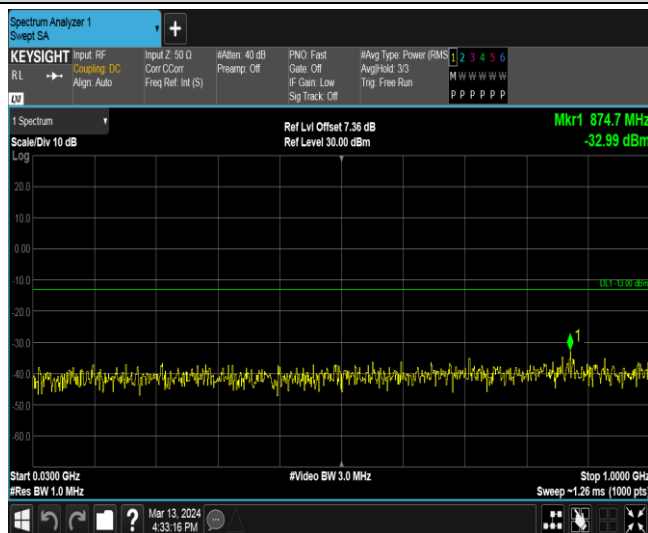 Spectrum Analyzer 1
Swept SA
+
KEYSIGHT
RL
LXI
Input: RF
Coupling: DC
Align: Auto
Input Z: 50 Ω
Corr CCorr
Freq Ref: Int (S)
#Atten: 40 dB
Preamp: Off
PNO: Fast
Gate: Off
IF Gain: Low
Sig Track: Off
#Avg Type: Power (RMS
Avg|Hold: 3/3
Trig: Free Run
1 2 3 4 5 6
M W W W W W
P P P P P P
1 Spectrum
Scale/Div 10 dB
Log
Ref Lvl Offset 7.36 dB
Ref Level 30.00 dBm
Mkr1 874.7 MHz
-32.99 dBm
20.0
10.0
0.00
-10.0
DL1 -13.00 dBm
-20.0
-30.0
1
-40.0
-50.0
-60.0
Start 0.0300 GHz
#Res BW 1.0 MHz
#Video BW 3.0 MHz
Stop 1.0000 GHz
Sweep ~1.26 ms (1000 pts)
?
Mar 13, 2024
4:33:16 PM